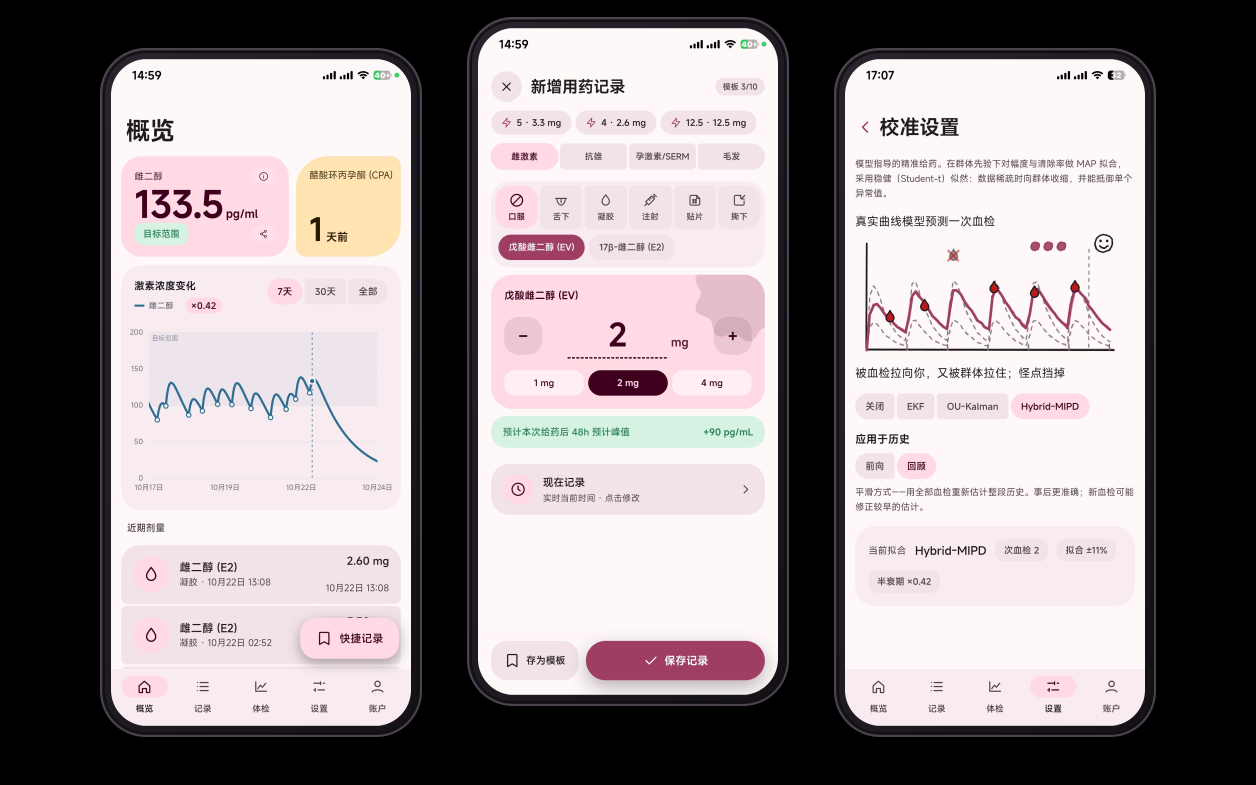 14:59
40
概览
雌二醇
133.5 pg/ml
目标范围
醋酸环丙孕酮 (CPA)
1 天前
激素浓度变化
雌二醇
×0.42
7天
30天
全部
200
目标范围
150
100
50
0
10月17日
10月19日
10月22日
10月24日
近期剂量
雌二醇 (E2)
凝胶 · 10月22日 13:08
2.60 mg
10月22日 13:08
雌二醇 (E2)
凝胶 · 10月22日 02:52
快捷记录
概览
记录
体检
设置
账户
14:59
40
新增用药记录
模板 3/10
5 · 3.3 mg
4 · 2.6 mg
12.5 · 12.5 mg
雌激素
抗雄
孕激素/SERM
毛发
口服
舌下
凝胶
注射
贴片
撕下
戊酸雌二醇 (EV)
17β-雌二醇 (E2)
戊酸雌二醇 (EV)
−
2
mg
+
1 mg
2 mg
4 mg
预计本次给药后 48h 预计峰值
+90 pg/mL
现在记录
实时当前时间 · 点击修改
存为模板
保存记录
17:07
校准设置
模型指导的精准给药。在群体先验下对幅度与清除率做 MAP 拟合，
采用稳健（Student-t）似然：数据稀疏时向群体收缩，并能抵御单个
异常值。
真实曲线模型预测一次血检
被血检拉向你，又被群体拉住；怪点挡掉
关闭
EKF
OU-Kalman
Hybrid-MIPD
应用于历史
前向
回顾
平滑方式——用全部血检重新估计整段历史。事后更准确；新血检可能
修正较早的估计。
当前拟合
Hybrid-MIPD
次血检 2
拟合 ±11%
半衰期 ×0.42
概览
记录
体检
设置
账户